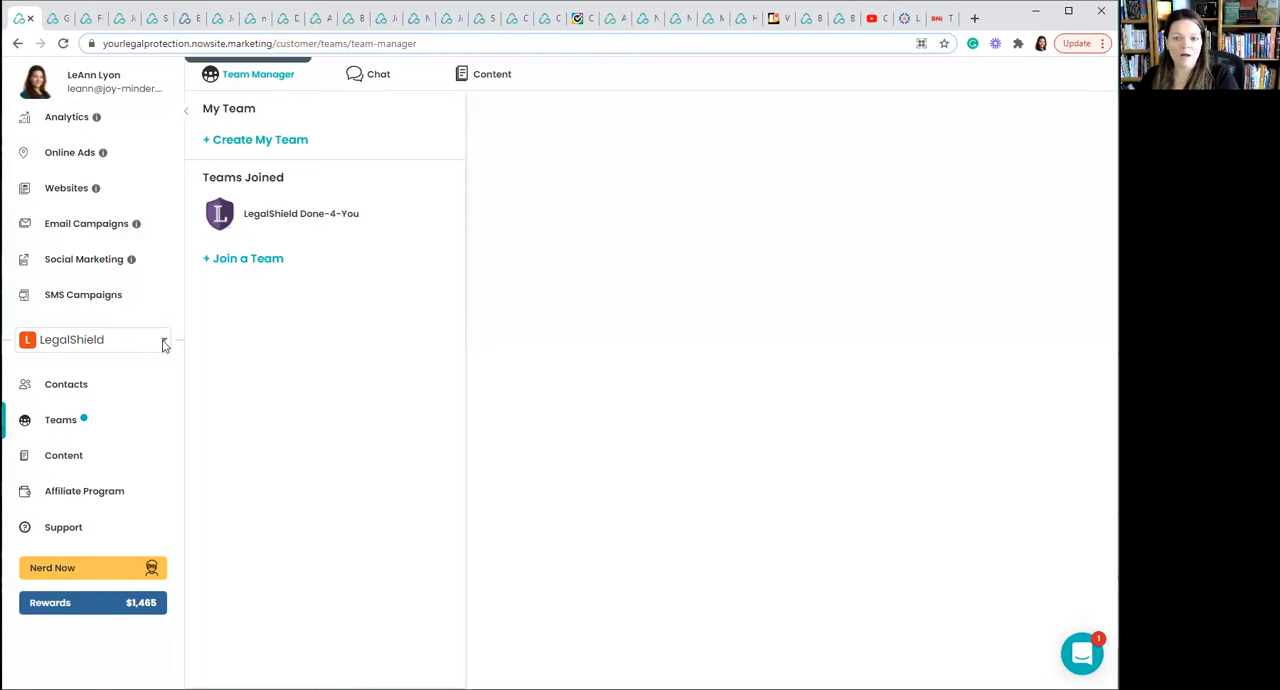 G
F
J
S
E
J
n
D
A
B
J
N
J
S
C
C
C
A
N
N
M
H
V
B
B
C
L
BNI T
yourlegalprotection.nowsite.marketing/customer/teams/team-manager
Update
LeAnn Lyon
leann@joy-minder...
Analytics
Online Ads
Websites
Email Campaigns
Social Marketing
SMS Campaigns
L LegalShield
Contacts
Teams
Content
Affiliate Program
Support
Nerd Now
Rewards $1,465
Team Manager
Chat
Content
My Team
+ Create My Team
Teams Joined
L LegalShield Done-4-You
+ Join a Team
1